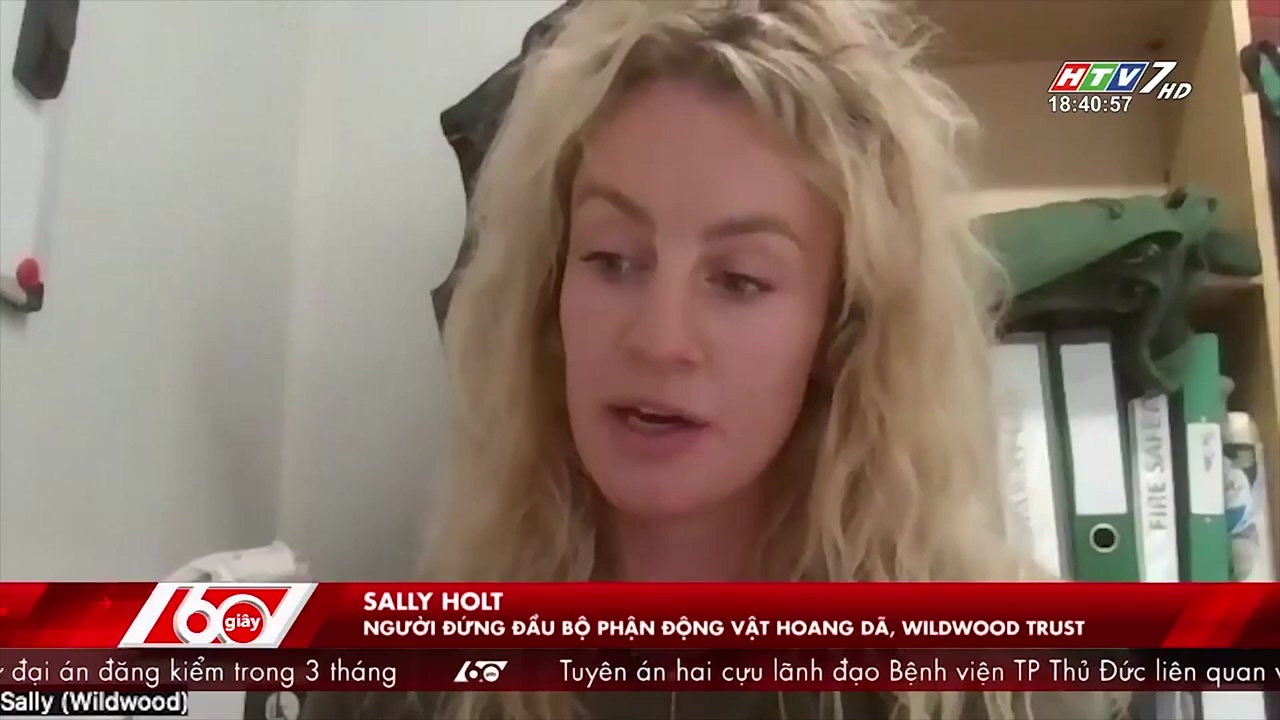 HTV7 HD
18:40:57
FIRE SAFE
60 giây
SALLY HOLT
NGƯỜI ĐỨNG ĐẦU BỘ PHẬN ĐỘNG VẬT HOANG DÃ, WILDWOOD TRUST
đại án đăng kiểm trong 3 tháng 60 giây Tuyên án hai cựu lãnh đạo Bệnh viện TP Thủ Đức liên quan
Sally (Wildwood)